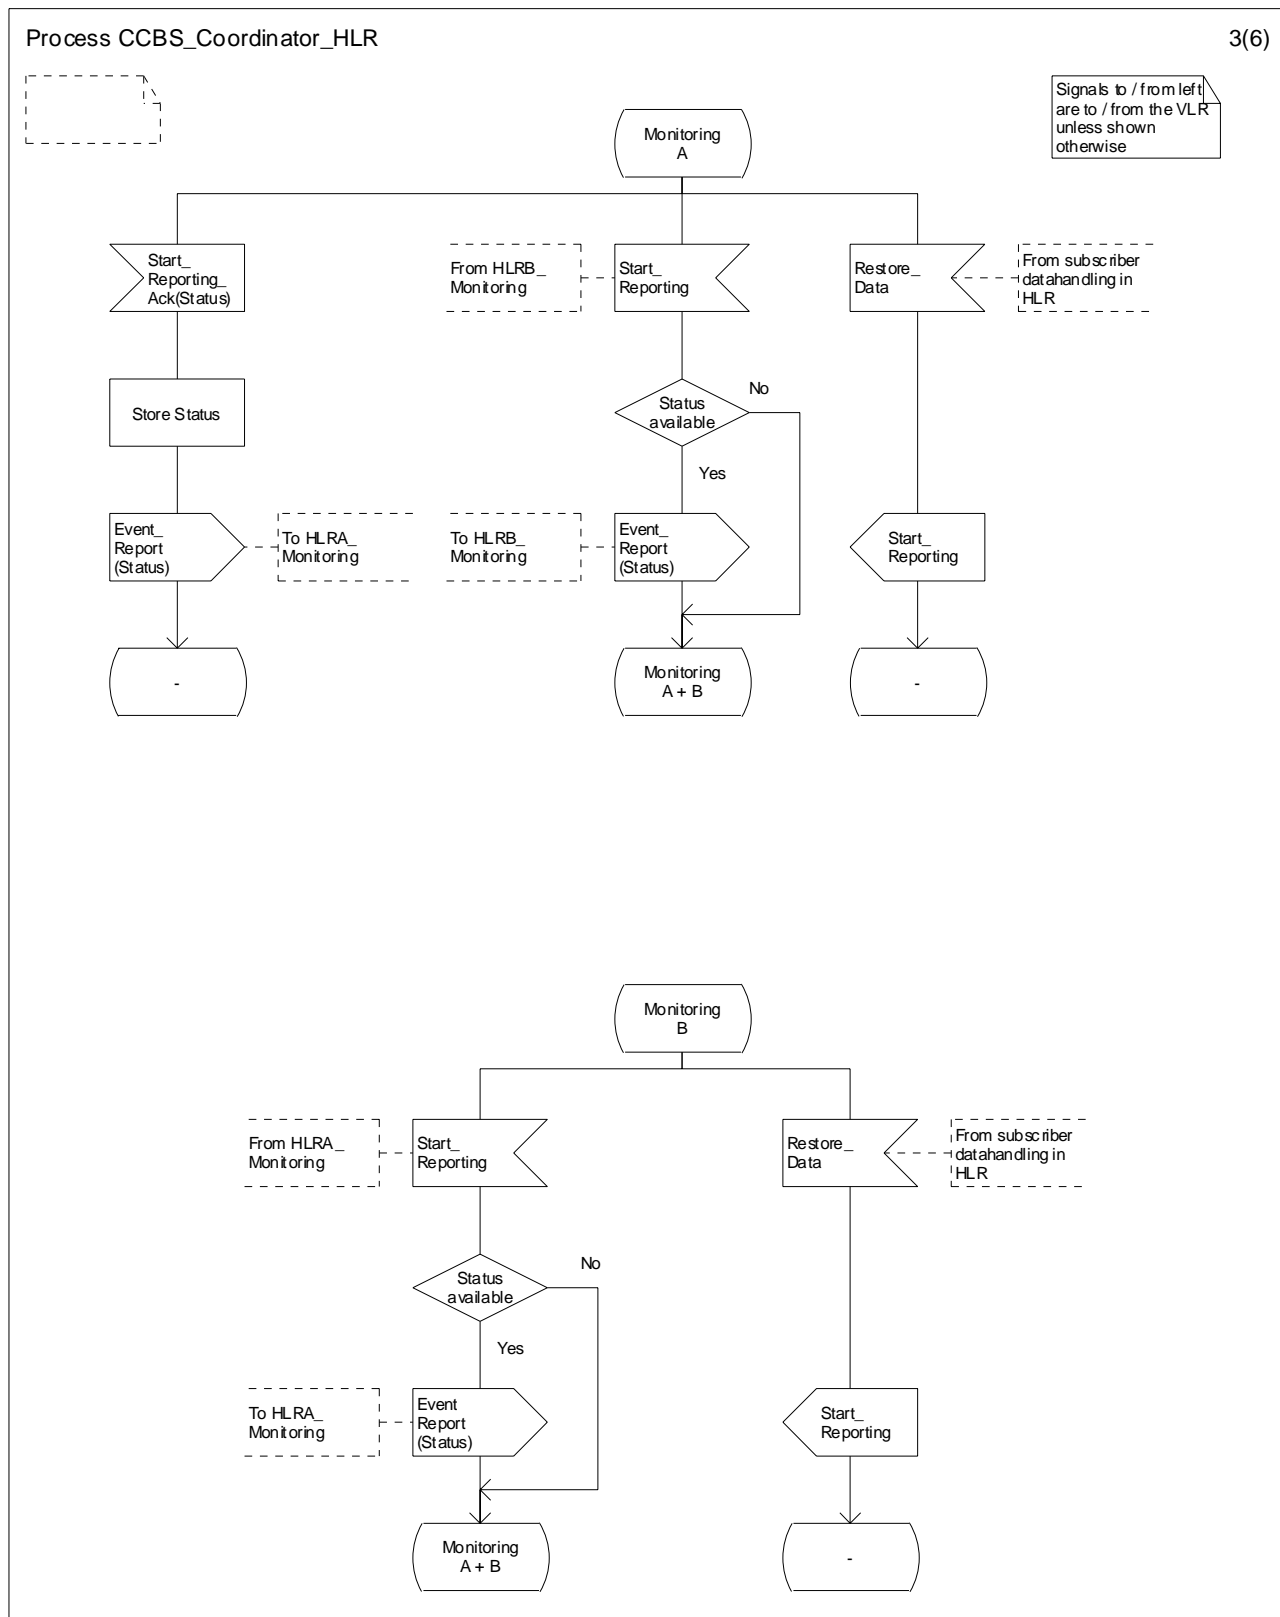 Process CCBS_Coordinator_HLR
3(6)
Signals to / from left
are to / from the VLR
unless shown
otherwise
Monitoring
A
Start_
Reporting_
Ack(Status)
From HLRB_
Monitoring
Start_
Reporting
Restore_
Data
From subscriber
datahandling in
HLR
Store Status
Status
available
No
Yes
Event_
Report
(Status)
To HLRA_
Monitoring
To HLRB_
Monitoring
Event_
Report
(Status)
Start_
Reporting
-
Monitoring
A + B
-
Monitoring
B
From HLRA_
Monitoring
Start_
Reporting
Restore_
Data
From subscriber
datahandling in
HLR
Status
available
No
Yes
To HLRA_
Monitoring
Event
Report
(Status)
Start_
Reporting
Monitoring
A + B
-